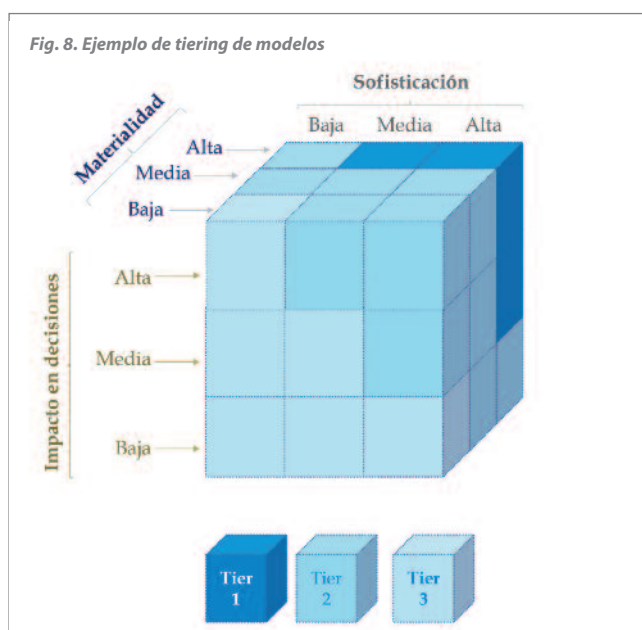 Fig. 8. Ejemplo de tiering de modelos
Sofisticación
Baja Media Alta
Materialidad
Alta
Media
Baja
Impacto en decisiones
Alta
Media
Baja
Tier 1
Tier 2
Tier 3